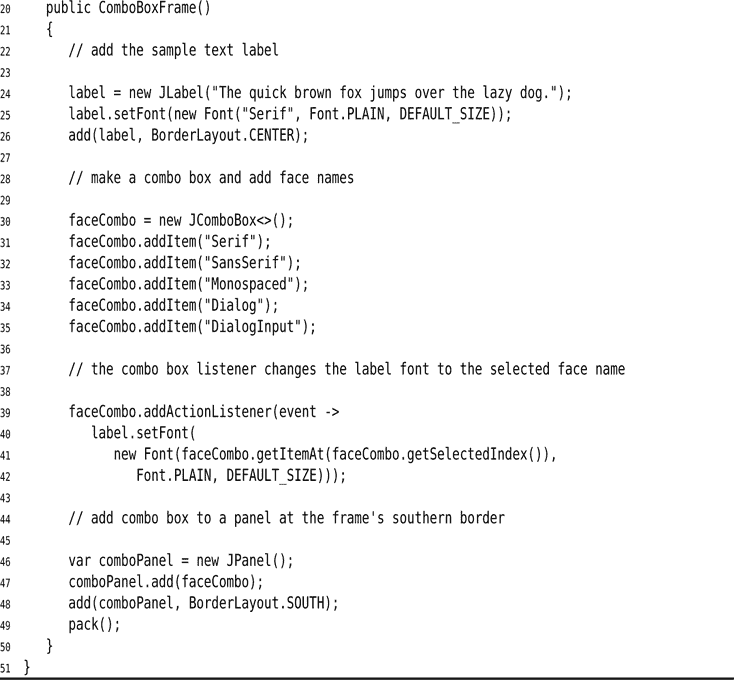 20    public ComboBoxFrame()
21    {
22       // add the sample text label
23
24       label = new JLabel("The quick brown fox jumps over the lazy dog.");
25       label.setFont(new Font("Serif", Font.PLAIN, DEFAULT_SIZE));
26       add(label, BorderLayout.CENTER);
27
28       // make a combo box and add face names
29
30       faceCombo = new JComboBox<>();
31       faceCombo.addItem("Serif");
32       faceCombo.addItem("SansSerif");
33       faceCombo.addItem("Monospaced");
34       faceCombo.addItem("Dialog");
35       faceCombo.addItem("DialogInput");
36
37       // the combo box listener changes the label font to the selected face name
38
39       faceCombo.addActionListener(event ->
40          label.setFont(
41             new Font(faceCombo.getItemAt(faceCombo.getSelectedIndex()),
42                Font.PLAIN, DEFAULT_SIZE)));
43
44       // add combo box to a panel at the frame's southern border
45
46       var comboPanel = new JPanel();
47       comboPanel.add(faceCombo);
48       add(comboPanel, BorderLayout.SOUTH);
49       pack();
50    }
51 }